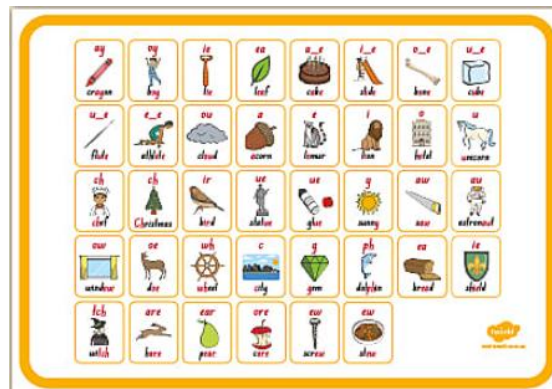 ay oy ie ea a_e i_e o_e u_e
crayon boy tie leaf cake slide bone cube
u_e e_e ou a e i o u
flute athlete cloud acorn lemur lion hotel unicorn
ch ch ir ue ue y aw au
chef Christmas bird statue glue sunny saw astronaut
ow oe wh c g ph ea ie
window doe wheel city gem dolphin bread shield
tch are ear ore ew ew
witch hare pear core screw stew
twinkl